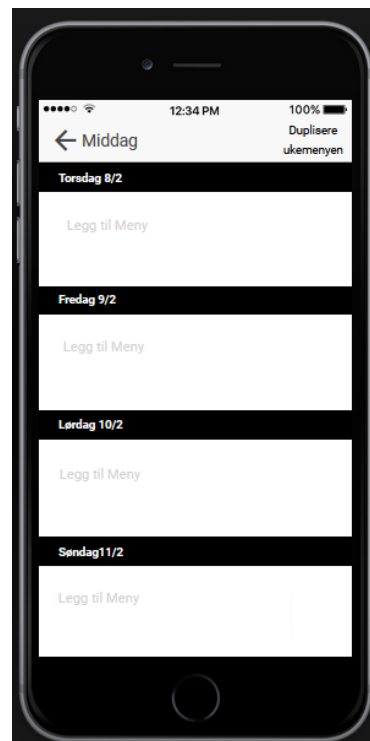 12:34 PM 100%
← Middag
Duplisere
ukemenyen
Torsdag 8/2
Legg til Meny
Fredag 9/2
Legg til Meny
Lørdag 10/2
Legg til Meny
Søndag11/2
Legg til Meny